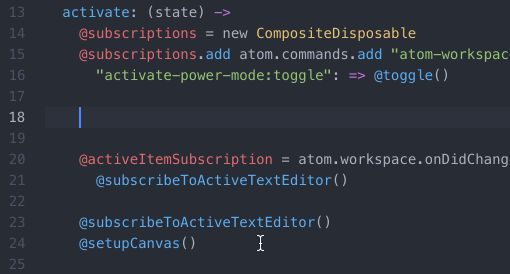 13 activate: (state) ->
14 @subscriptions = new CompositeDisposable
15 @subscriptions.add atom.commands.add "atom-workspac
16 "activate-power-mode:toggle": => @toggle()
17
18
19
20 @activeItemSubscription = atom.workspace.onDidChang
21 @subscribeToActiveTextEditor()
22
23 @subscribeToActiveTextEditor()
24 @setupCanvas()
25